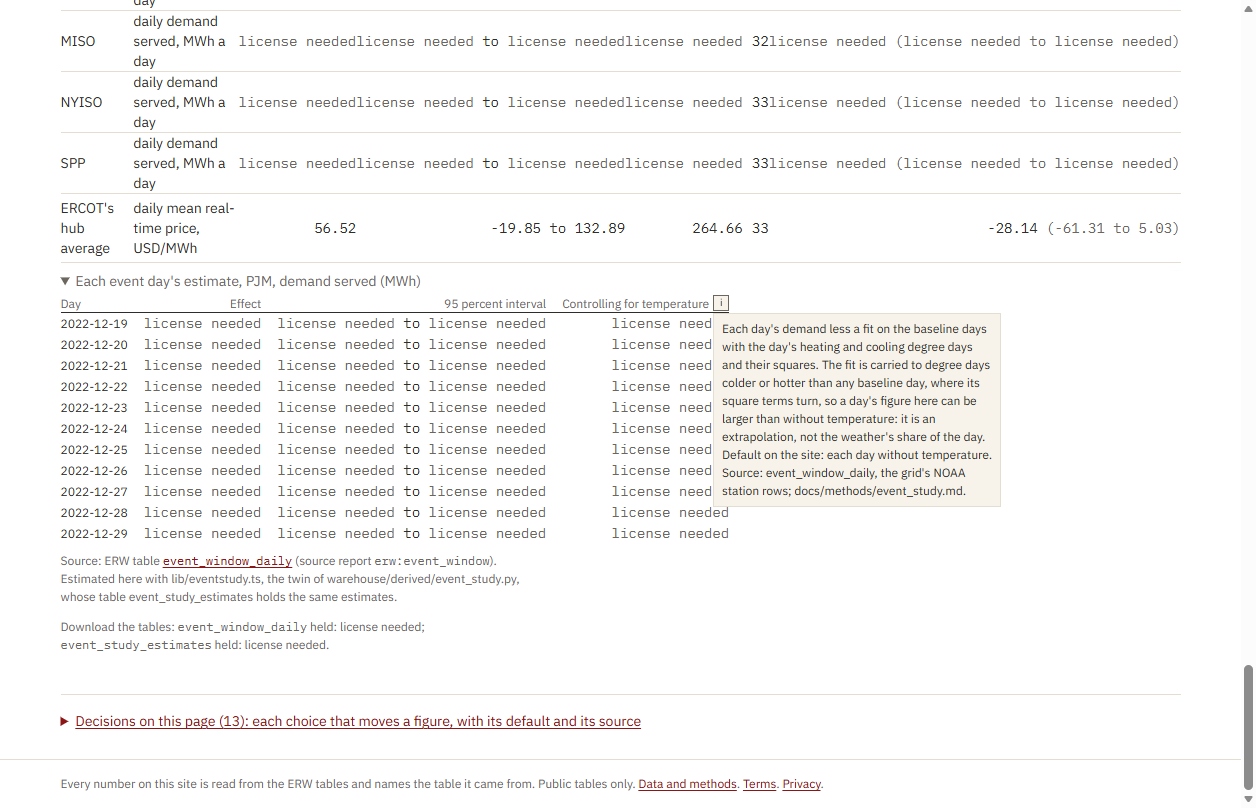 day
MISO daily demand served, MWh a day license neededlicense needed to license neededlicense needed 32license needed (license needed to license needed)
NYISO daily demand served, MWh a day license neededlicense needed to license neededlicense needed 33license needed (license needed to license needed)
SPP daily demand served, MWh a day license neededlicense needed to license neededlicense needed 33license needed (license needed to license needed)
ERCOT's hub average daily mean real-time price, USD/MWh 56.52 -19.85 to 132.89 264.66 33 -28.14 (-61.31 to 5.03)
▼ Each event day's estimate, PJM, demand served (MWh)
Day Effect 95 percent interval Controlling for temperature i
2022-12-19 license needed license needed to license needed license need
2022-12-20 license needed license needed to license needed license need
2022-12-21 license needed license needed to license needed license need
2022-12-22 license needed license needed to license needed license need
2022-12-23 license needed license needed to license needed license need
2022-12-24 license needed license needed to license needed license need
2022-12-25 license needed license needed to license needed license need
2022-12-26 license needed license needed to license needed license need
2022-12-27 license needed license needed to license needed license need
2022-12-28 license needed license needed to license needed license needed
2022-12-29 license needed license needed to license needed license needed
Each day's demand less a fit on the baseline days
with the day's heating and cooling degree days
and their squares. The fit is carried to degree days
colder or hotter than any baseline day, where its
square terms turn, so a day's figure here can be
larger than without temperature: it is an
extrapolation, not the weather's share of the day.
Default on the site: each day without temperature.
Source: event_window_daily, the grid's NOAA
station rows; docs/methods/event_study.md.
Source: ERW table event_window_daily (source report erw:event_window).
Estimated here with lib/eventstudy.ts, the twin of warehouse/derived/event_study.py,
whose table event_study_estimates holds the same estimates.
Download the tables: event_window_daily held: license needed;
event_study_estimates held: license needed.
▶ Decisions on this page (13): each choice that moves a figure, with its default and its source
Every number on this site is read from the ERW tables and names the table it came from. Public tables only. Data and methods. Terms. Privacy.